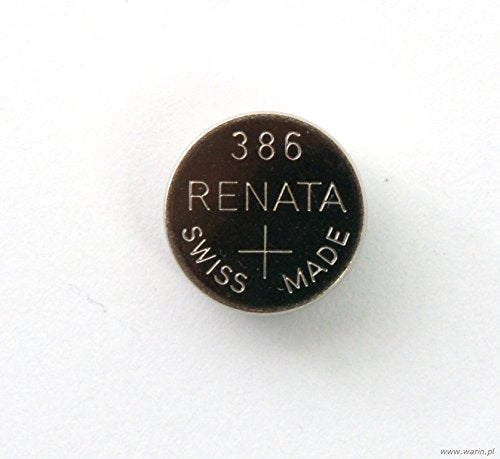 386
RENATA
+
SWISS MADE
www.warin.pl